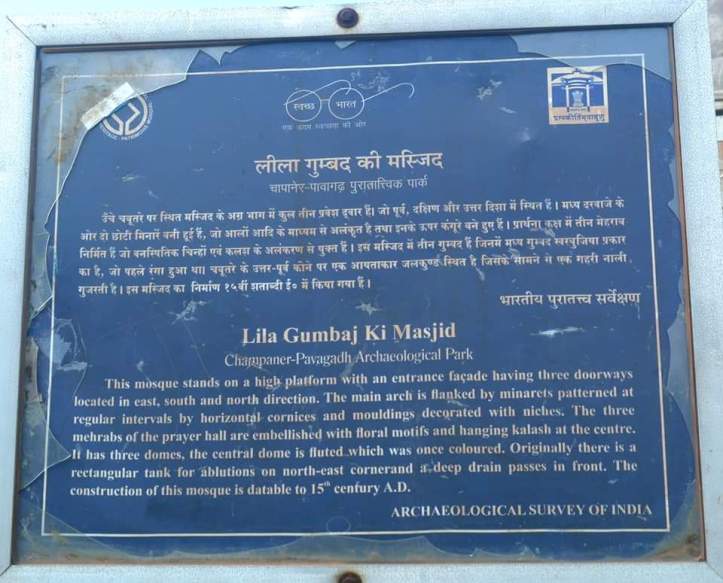 स्वच्छ भारत
एक कदम स्वच्छता की ओर
लीला गुम्बद की मस्जिद
चापानेर-पावागढ़ पुरातात्त्विक पार्क
ऊँचे चबूतरे पर स्थित मस्जिद के अग्र भाग में कुल तीन प्रवेश द्वार हैं। जो पूर्व, दक्षिण और उत्तर दिशा में स्थित हैं। मध्य दरवाजे के
ओर दो छोटी मिनारें बनी हुई हैं, जो आलों आदि के माध्यम से अलंकृत है तथा इनके ऊपर कंगूरे बने हुए हैं। प्रार्थना कक्ष में तीन मेहराब
निर्मित हैं जो वनस्पतिक चिन्हों एवं कलश के अलंकरण से युक्त हैं। इस मस्जिद में तीन गुम्बद हैं जिनमें मध्य गुम्बद खरबुजिया प्रकार
का है, जो पहले रंगा हुआ था। चबूतरे के उत्तर-पूर्व कोने पर एक आयताकार जलकुण्ड स्थित है जिसके सामने से एक गहरी नाली
गुजरती है। इस मस्जिद का निर्माण १५वीं शताब्दी ई० में किया गया है।
भारतीय पुरातत्त्व सर्वेक्षण
Lila Gumbaj Ki Masjid
Champaner-Pavagadh Archaeological Park
This mosque stands on a high platform with an entrance façade having three doorways
located in east, south and north direction. The main arch is flanked by minarets patterned at
regular intervals by horizontal cornices and mouldings decorated with niches. The three
mehrabs of the prayer hall are embellished with floral motifs and hanging kalash at the centre.
It has three domes, the central dome is fluted which was once coloured. Originally there is a
rectangular tank for ablutions on north-east cornerand a deep drain passes in front. The
construction of this mosque is datable to 15th century A.D.
ARCHAEOLOGICAL SURVEY OF INDIA